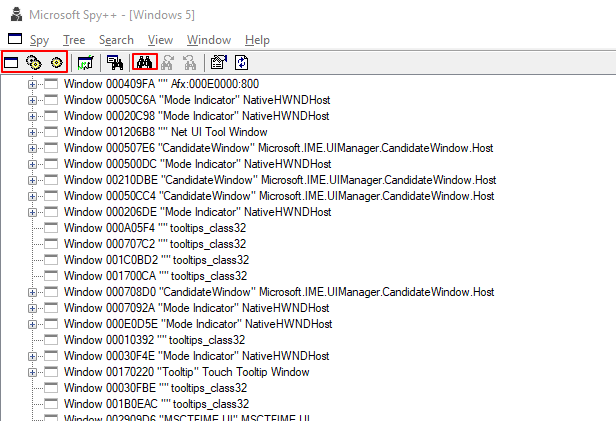 Microsoft Spy++ - [Windows 5]
Spy Tree Search View Window Help
Window 000409FA "" Afx:000E0000:800
Window 00050C6A "Mode Indicator" NativeHWNDHost
Window 00020C98 "Mode Indicator" NativeHWNDHost
Window 001206B8 "" Net UI Tool Window
Window 000507E6 "CandidateWindow" Microsoft.IME.UIManager.CandidateWindow.Host
Window 000500DC "Mode Indicator" NativeHWNDHost
Window 00210DBE "CandidateWindow" Microsoft.IME.UIManager.CandidateWindow.Host
Window 00050CC4 "CandidateWindow" Microsoft.IME.UIManager.CandidateWindow.Host
Window 000206DE "Mode Indicator" NativeHWNDHost
Window 000A05F4 "" tooltips_class32
Window 000707C2 "" tooltips_class32
Window 001C0BD2 "" tooltips_class32
Window 001700CA "" tooltips_class32
Window 000708D0 "CandidateWindow" Microsoft.IME.UIManager.CandidateWindow.Host
Window 0007092A "Mode Indicator" NativeHWNDHost
Window 000E0D5E "Mode Indicator" NativeHWNDHost
Window 00010392 "" tooltips_class32
Window 00030F4E "Mode Indicator" NativeHWNDHost
Window 00170220 "Tooltip" Touch Tooltip Window
Window 00030FBE "" tooltips_class32
Window 001B0EAC "" tooltips_class32
Window 002909D6 "MSCTFIME UI" MSCTFIME UI